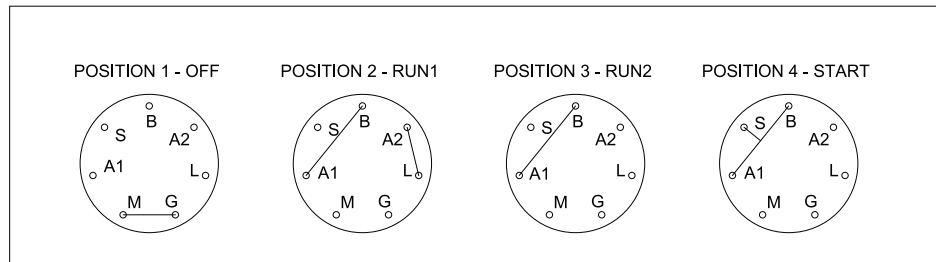 POSITION 1 - OFF
POSITION 2 - RUN1
POSITION 3 - RUN2
POSITION 4 - START
B
S
A2
A1
L
M
G
B
S
A2
A1
L
M
G
B
S
A2
A1
L
M
G
B
S
A2
A1
L
M
G